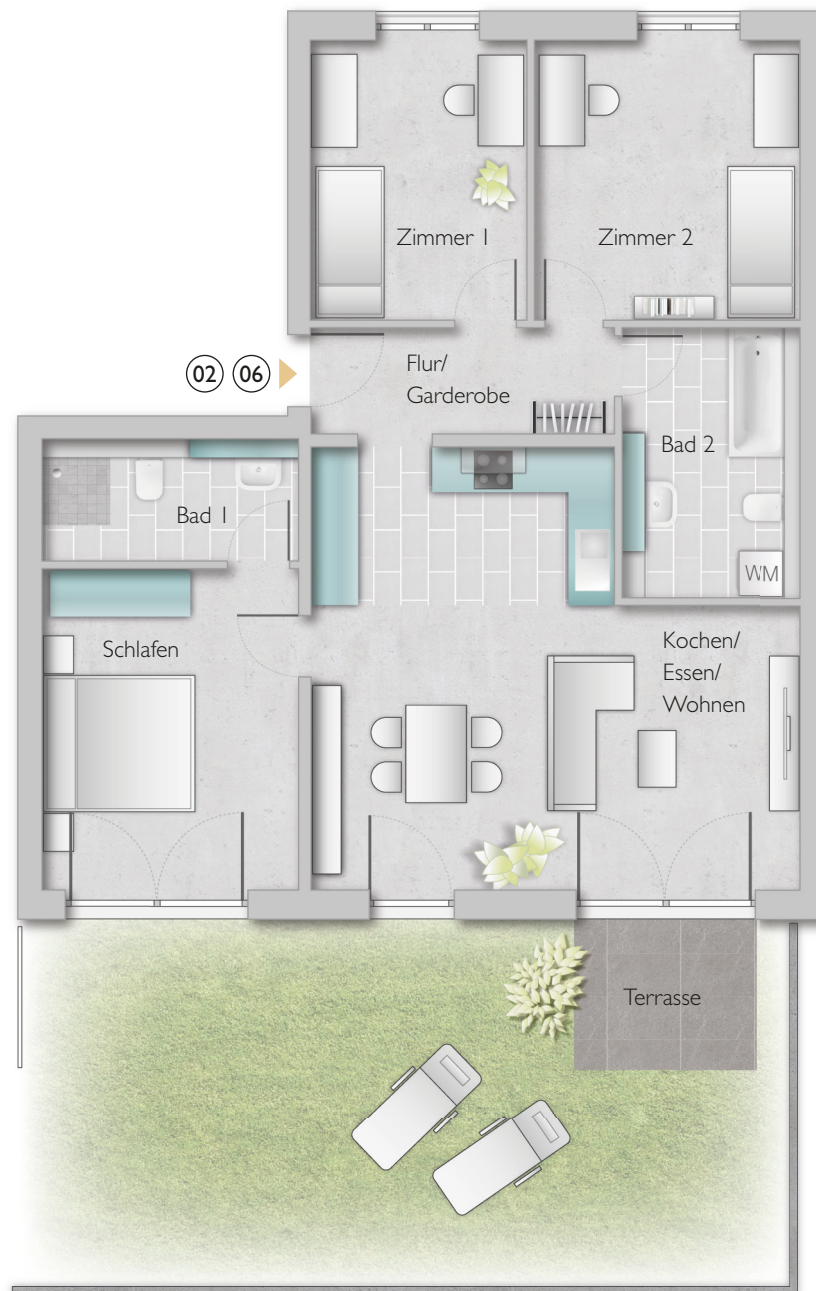 Zimmer 1
Zimmer 2
02 06
Flur/
Garderobe
Bad 2
Bad 1
WM
Schlafen
Kochen/
Essen/
Wohnen
Terrasse